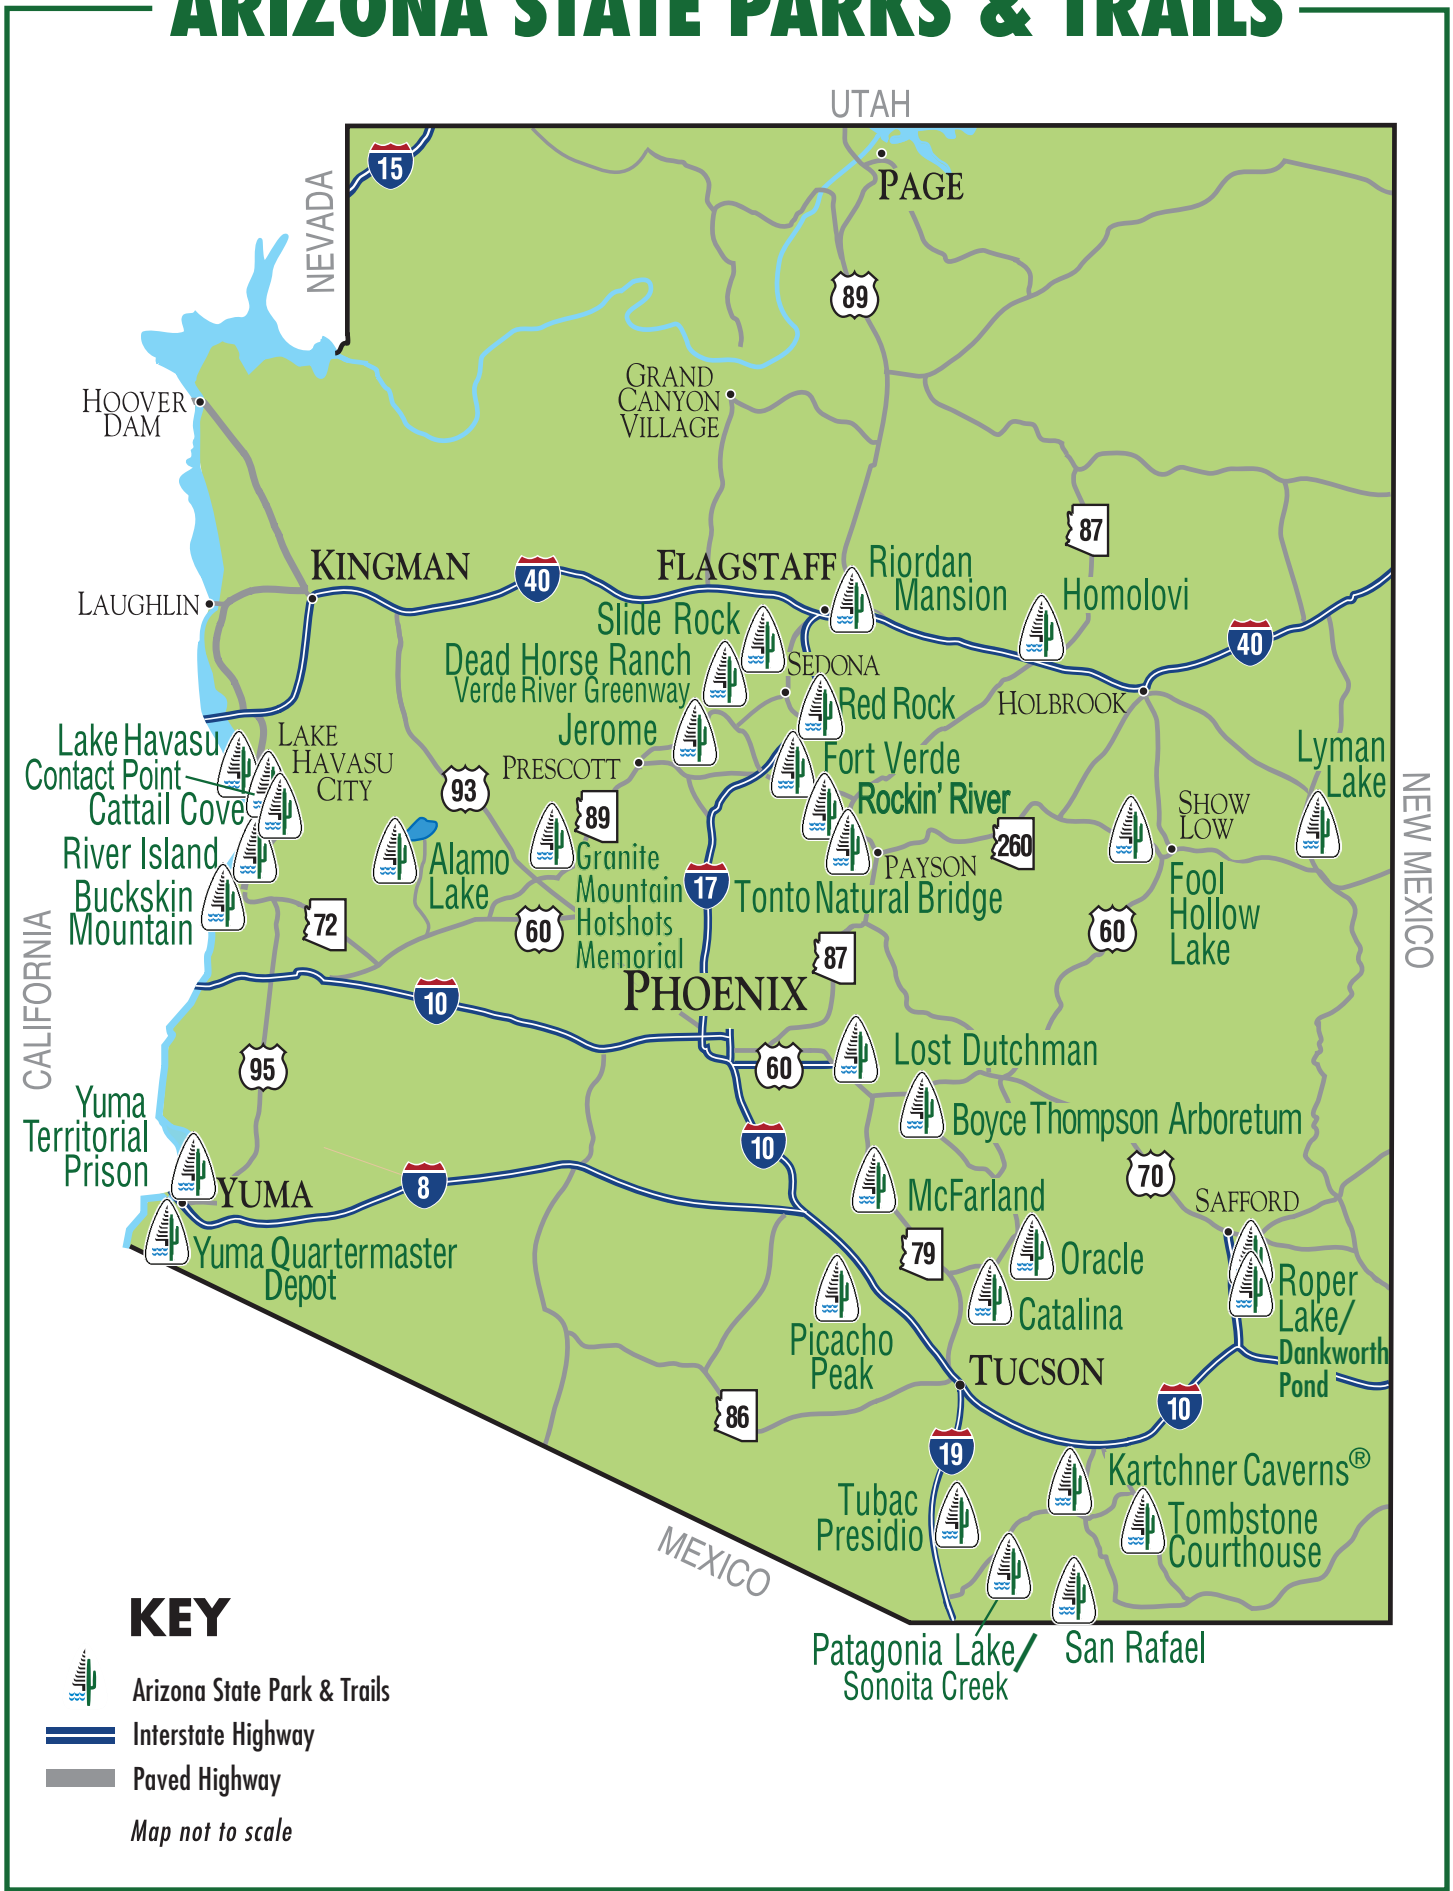 ARIZONA STATE PARKS & TRAILS
UTAH
15
PAGE
NEVADA
89
HOOVER
DAM
GRAND
CANYON
VILLAGE
87
KINGMAN
40
FLAGSTAFF
Riordan
Mansion
Homolovi
LAUGHLIN
Slide Rock
40
Dead Horse Ranch
Verde River Greenway
SEDONA
Red Rock
HOLBROOK
Jerome
Lake Havasu
LAKE
HAVASU
CITY
Contact Point
Cattail Cove
PRESCOTT
Fort Verde
Lyman
Lake
93
89
Rockin' River
SHOW
LOW
NEW MEXICO
River Island
Alamo
Lake
Granite
Mountain
Hotshots
Memorial
260
PAYSON
Buckskin
Mountain
17
Tonto Natural Bridge
Fool
Hollow
Lake
72
60
60
CALIFORNIA
87
PHOENIX
10
95
60
Lost Dutchman
Yuma
Territorial
Prison
Boyce Thompson Arboretum
10
8
70
YUMA
McFarland
SAFFORD
Yuma Quartermaster
Depot
79
Oracle
Roper
Lake/
Dankworth
Pond
Catalina
Picacho
Peak
TUCSON
86
10
19
Kartchner Caverns®
Tubac
Presidio
Tombstone
Courthouse
MEXICO
Patagonia Lake/
Sonoita Creek
San Rafael
KEY
Arizona State Park & Trails
Interstate Highway
Paved Highway
Map not to scale